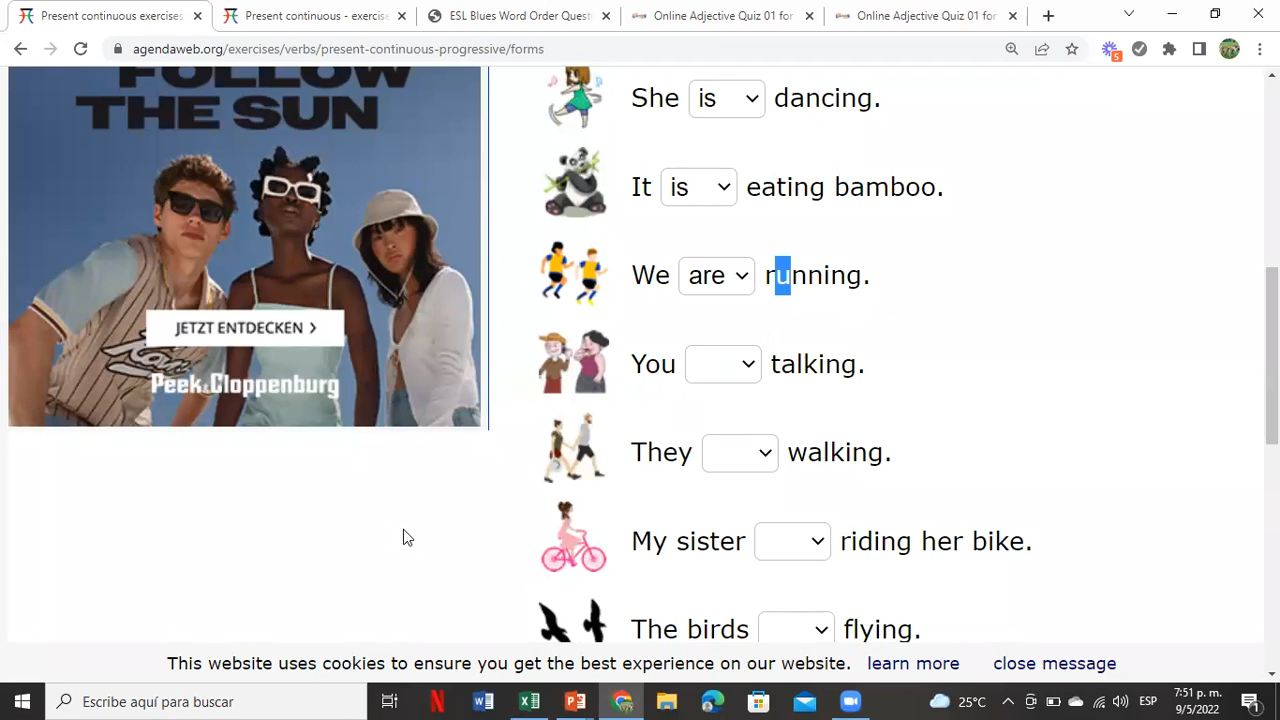 Present continuous exercises
Present continuous - exercise
ESL Blues Word Order Quest
Online Adjective Quiz 01 for
Online Adjective Quiz 01 for
agendaweb.org/exercises/verbs/present-continuous-progressive/forms
5
FOLLOW
THE SUN
JETZT ENTDECKEN
Peek&Cloppenburg
She is dancing.
It is eating bamboo.
We are running.
You talking.
They walking.
My sister riding her bike.
The birds flying.
This website uses cookies to ensure you get the best experience on our website. learn more close message
Escribe aquí para buscar
25°C
ESP
7:51 p. m.
9/5/2022
1